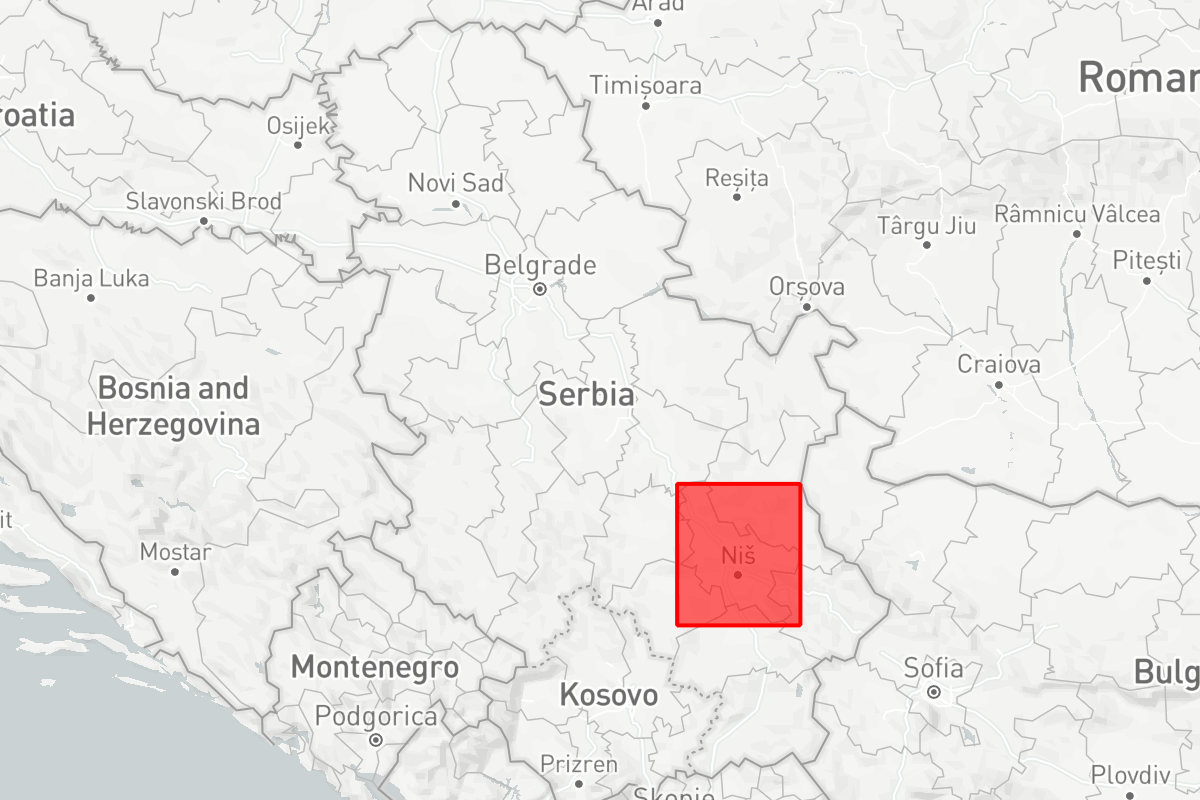 Arad
Timișoara
Roman
roatia
Osijek
Novi Sad
Reșița
Slavonski Brod
Târgu Jiu
Râmnicu Vâlcea
Belgrade
Banja Luka
Orșova
Pitești
Craiova
Bosnia and
Herzegovina
Serbia
it
Mostar
Niš
Montenegro
Kosovo
Sofia
Bulg
Podgorica
Prizren
Plovdiv
Skopje